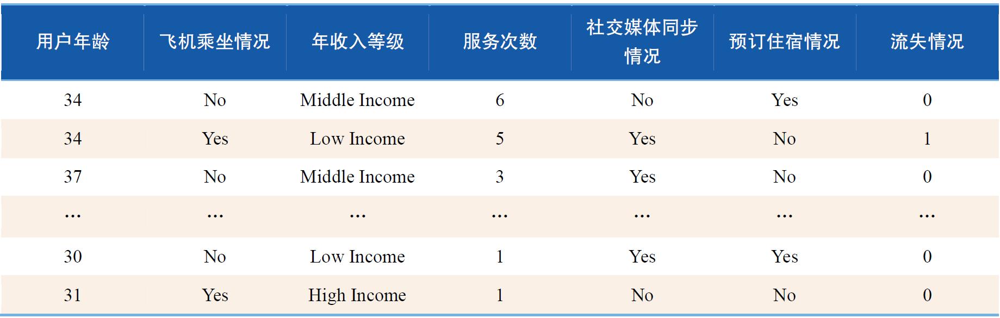 用户年龄 飞机乘坐情况 年收入等级 服务次数 社交媒体同步情况 预订住宿情况 流失情况
34 No Middle Income 6 No Yes 0
34 Yes Low Income 5 Yes No 1
37 No Middle Income 3 Yes No 0
… … … … … … …
30 No Low Income 1 Yes Yes 0
31 Yes High Income 1 No No 0